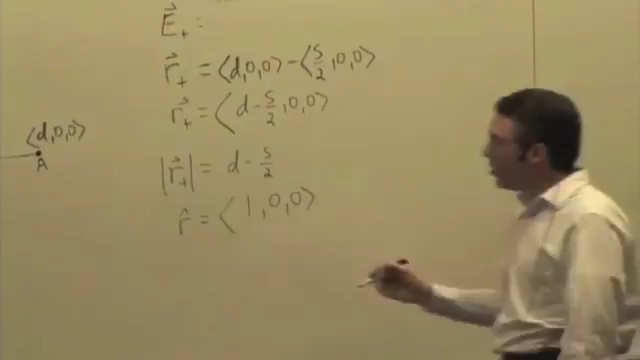 E⃗₊ =
r⃗₊ = ⟨d,0,0⟩ − ⟨s/2,0,0⟩
r⃗₊ = ⟨d − s/2,0,0⟩
⟨d,0,0⟩
A
|r⃗₊| = d − s/2
r̂ = ⟨1,0,0⟩